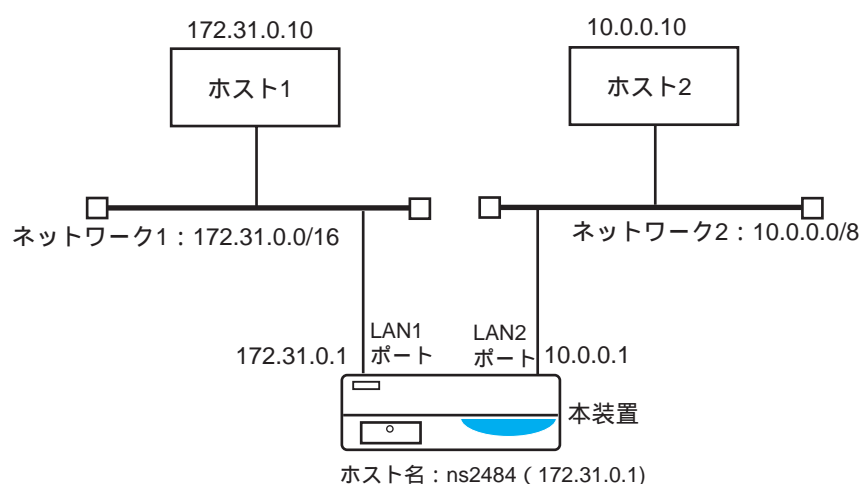 172.31.0.10
10.0.0.10
ホスト1
ホスト2
ネットワーク1：172.31.0.0/16
ネットワーク2：10.0.0.0/8
LAN1
ポート
LAN2
ポート
172.31.0.1
10.0.0.1
本装置
ホスト名：ns2484（172.31.0.1)